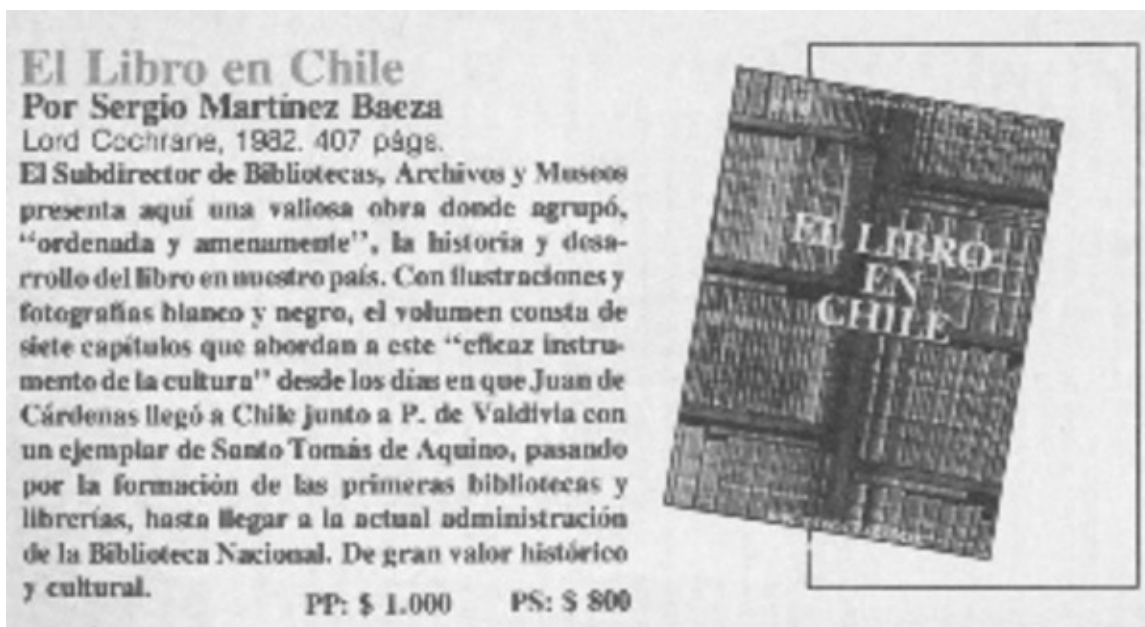 El Libro en Chile
Por Sergio Martínez Baeza
Lord Cochrane, 1982. 407 págs.
El Subdirector de Bibliotecas, Archivos y Museos
presenta aquí una valiosa obra donde agrupó,
“ordenada y amenamente”, la historia y desa-
rrollo del libro en nuestro país. Con ilustraciones y
fotografías blanco y negro, el volumen consta de
siete capítulos que abordan a este “eficaz instru-
mento de la cultura” desde los días en que Juan de
Cárdenas llegó a Chile junto a P. de Valdivia con
un ejemplar de Santo Tomás de Aquino, pasando
por la formación de las primeras bibliotecas y
librerías, hasta llegar a la actual administración
de la Biblioteca Nacional. De gran valor histórico
y cultural.
PP: $ 1.000 PS: $ 800
EL LIBRO
EN
CHILE